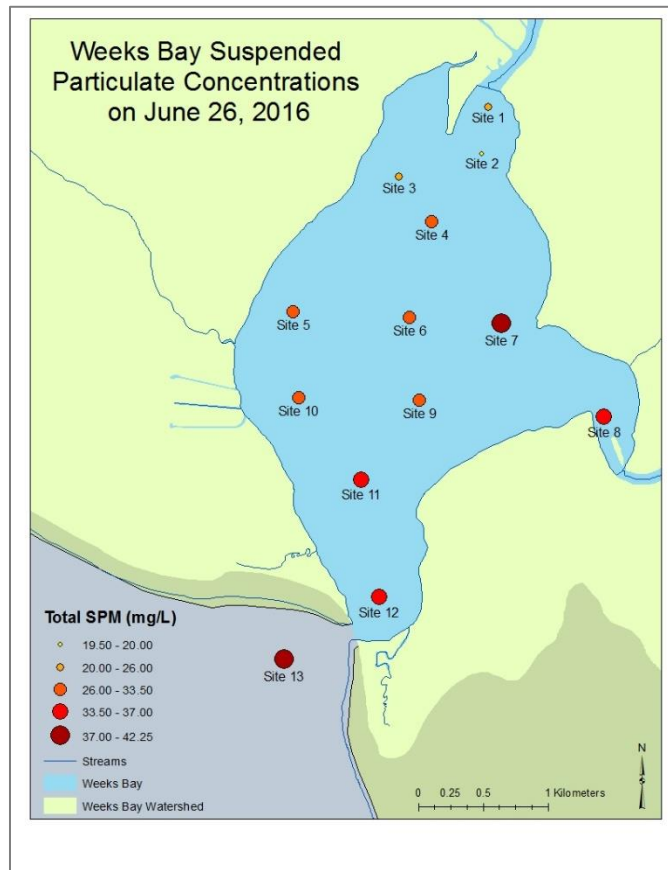 Weeks Bay Suspended
Particulate Concentrations
on June 26, 2016
Site 1
Site 2
Site 3
Site 4
Site 5
Site 6
Site 7
Site 10
Site 9
Site 8
Site 11
Site 12
Site 13
Total SPM (mg/L)
19.50 - 20.00
20.00 - 26.00
26.00 - 33.50
33.50 - 37.00
37.00 - 42.25
Streams
Weeks Bay
Weeks Bay Watershed
N
S
0 0.25 0.5 1 Kilometers